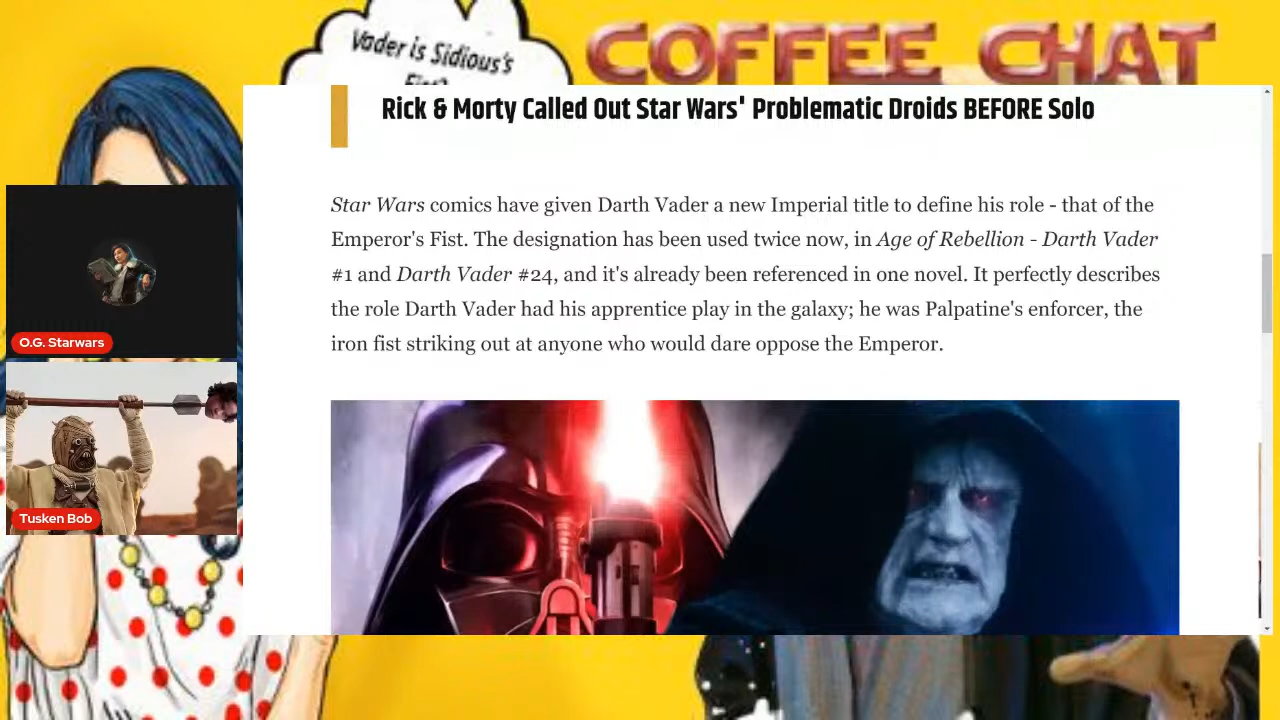 Vader is Sidious's
COFFEE CHAT
Rick & Morty Called Out Star Wars' Problematic Droids BEFORE Solo
Star Wars comics have given Darth Vader a new Imperial title to define his role - that of the
Emperor's Fist. The designation has been used twice now, in Age of Rebellion - Darth Vader
#1 and Darth Vader #24, and it's already been referenced in one novel. It perfectly describes
the role Darth Vader had his apprentice play in the galaxy; he was Palpatine's enforcer, the
iron fist striking out at anyone who would dare oppose the Emperor.
O.G. Starwars
Tusken Bob